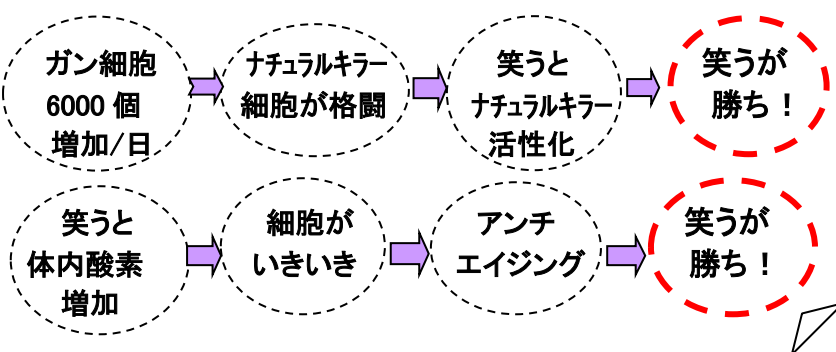 ガン細胞
6000 個
増加/日
ナチュラルキラー
細胞が格闘
笑うと
ナチュラルキラー
活性化
笑うが
勝ち！
笑うと
体内酸素
増加
細胞が
いきいき
アンチ
エイジング
笑うが
勝ち！